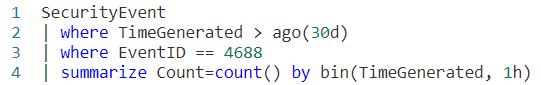 1 SecurityEvent
2 | where TimeGenerated > ago(30d)
3 | where EventID == 4688
4 | summarize Count=count() by bin(TimeGenerated, 1h)